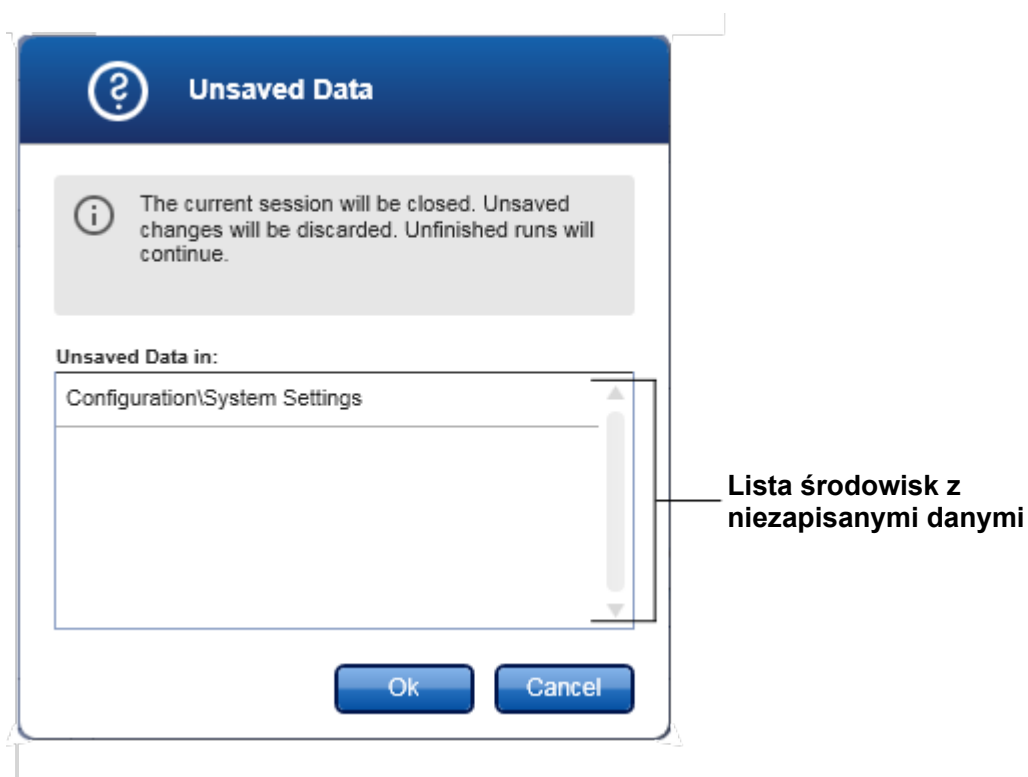 Unsaved Data
The current session will be closed. Unsaved
changes will be discarded. Unfinished runs will
continue.
Unsaved Data in:
Configuration\System Settings
Lista środowisk z
niezapisanymi danymi
Ok
Cancel